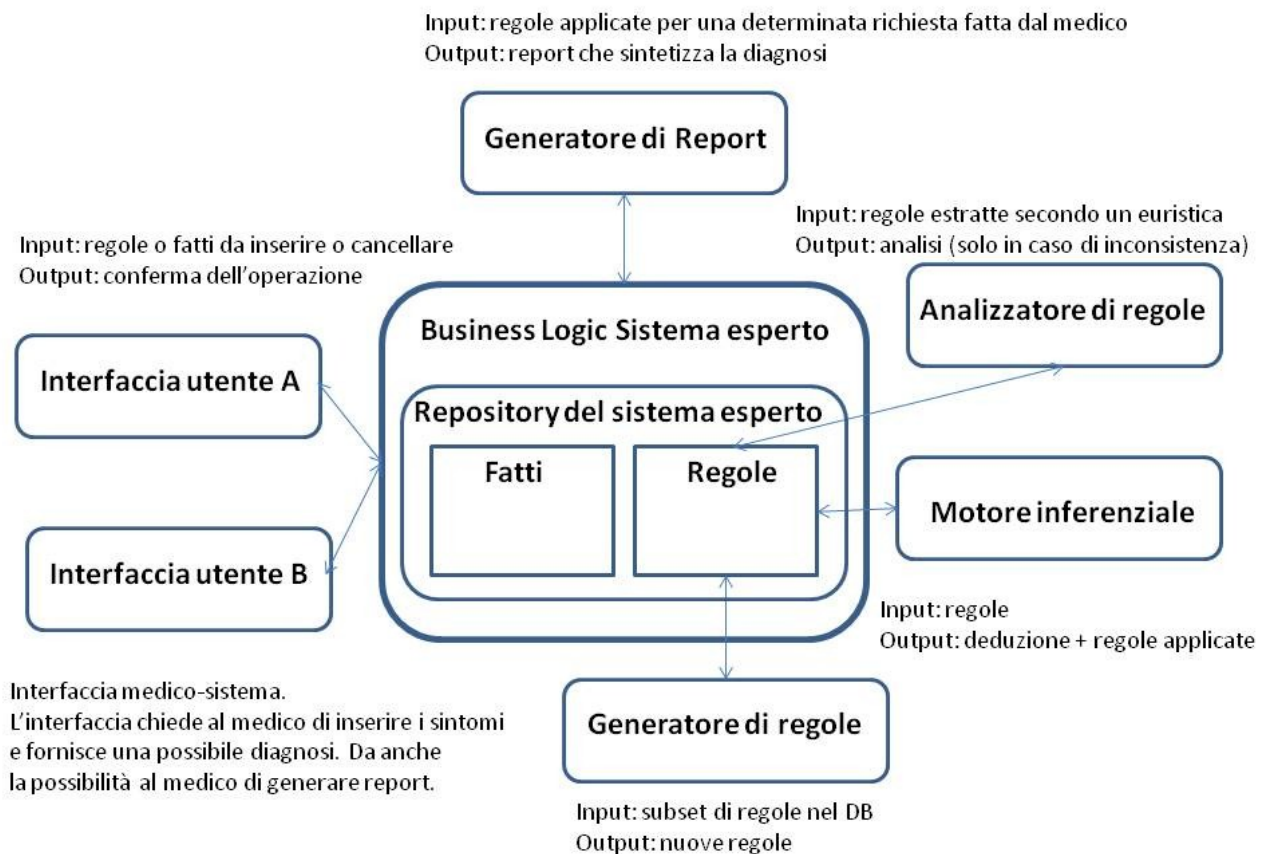 Input: regole applicate per una determinata richiesta fatta dal medico
Output: report che sintetizza la diagnosi
Generatore di Report
Input: regole estratte secondo un euristica
Output: analisi (solo in caso di inconsistenza)
Input: regole o fatti da inserire o cancellare
Output: conferma dell'operazione
Analizzatore di regole
Business Logic Sistema esperto
Interfaccia utente A
Repository del sistema esperto
Fatti
Regole
Motore inferenziale
Interfaccia utente B
Input: regole
Output: deduzione + regole applicate
Interfaccia medico-sistema.
L'interfaccia chiede al medico di inserire i sintomi
e fornisce una possibile diagnosi. Da anche
la possibilità al medico di generare report.
Generatore di regole
Input: subset di regole nel DB
Output: nuove regole